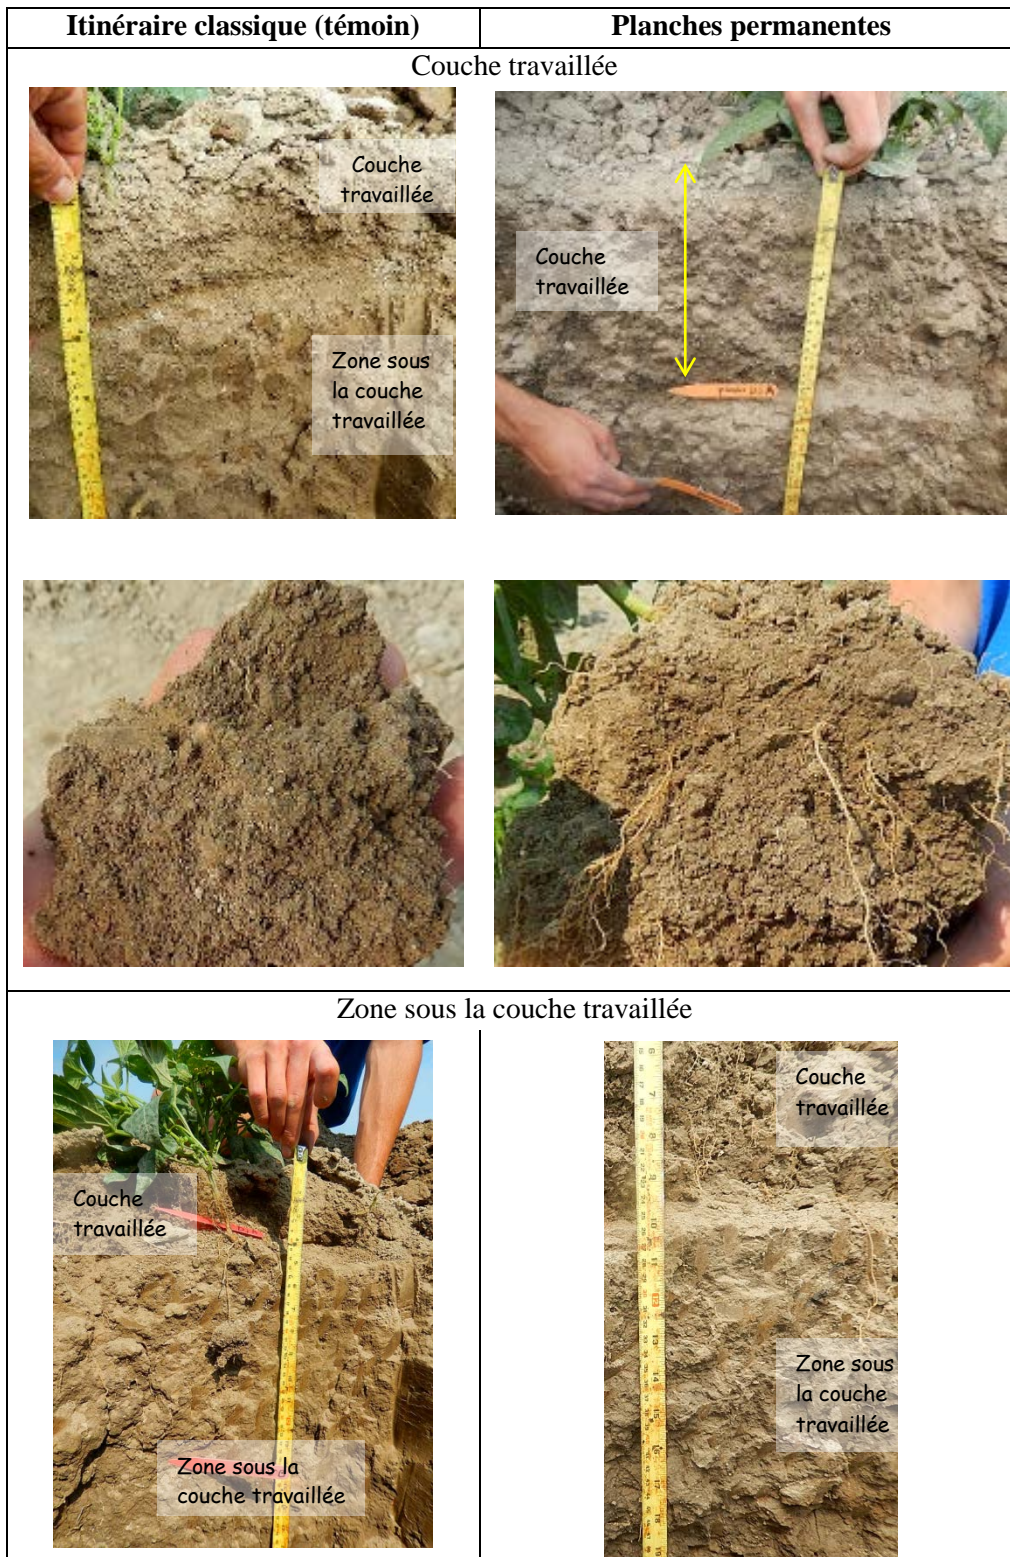 Itinéraire classique (témoin)
Planches permanentes
Couche travaillée
Couche
travaillée
Zone sous
la couche
travaillée
Couche
travaillée
Zone sous la couche travaillée
Couche
travaillée
Zone sous la
couche travaillée
Couche
travaillée
Zone sous
la couche
travaillée